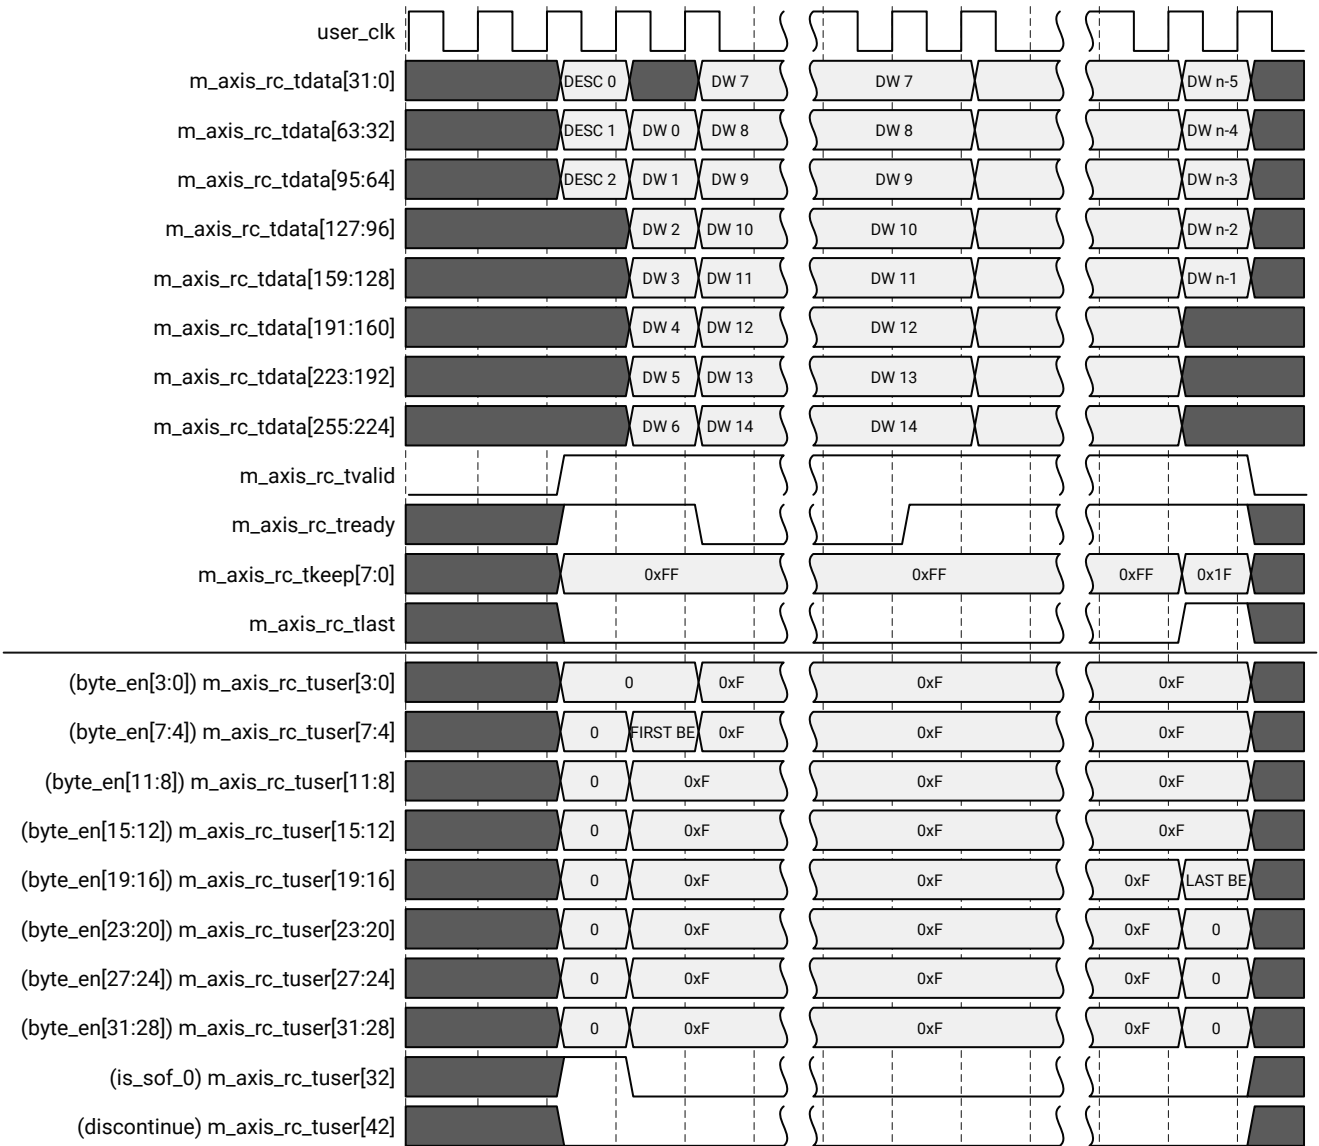 user_clk
m_axis_rc_tdata[31:0] DESC 0 DW 7 DW 7 DW n-5
m_axis_rc_tdata[63:32] DESC 1 DW 0 DW 8 DW 8 DW n-4
m_axis_rc_tdata[95:64] DESC 2 DW 1 DW 9 DW 9 DW n-3
m_axis_rc_tdata[127:96] DW 2 DW 10 DW 10 DW n-2
m_axis_rc_tdata[159:128] DW 3 DW 11 DW 11 DW n-1
m_axis_rc_tdata[191:160] DW 4 DW 12 DW 12
m_axis_rc_tdata[223:192] DW 5 DW 13 DW 13
m_axis_rc_tdata[255:224] DW 6 DW 14 DW 14
m_axis_rc_tvalid
m_axis_rc_tready
m_axis_rc_tkeep[7:0] 0xFF 0xFF 0xFF 0x1F
m_axis_rc_tlast
(byte_en[3:0]) m_axis_rc_tuser[3:0] 0 0xF 0xF 0xF
(byte_en[7:4]) m_axis_rc_tuser[7:4] 0 FIRST BE 0xF 0xF 0xF
(byte_en[11:8]) m_axis_rc_tuser[11:8] 0 0xF 0xF 0xF
(byte_en[15:12]) m_axis_rc_tuser[15:12] 0 0xF 0xF 0xF
(byte_en[19:16]) m_axis_rc_tuser[19:16] 0 0xF 0xF 0xF LAST BE
(byte_en[23:20]) m_axis_rc_tuser[23:20] 0 0xF 0xF 0xF 0
(byte_en[27:24]) m_axis_rc_tuser[27:24] 0 0xF 0xF 0xF 0
(byte_en[31:28]) m_axis_rc_tuser[31:28] 0 0xF 0xF 0xF 0
(is_sof_0) m_axis_rc_tuser[32]
(discontinue) m_axis_rc_tuser[42]